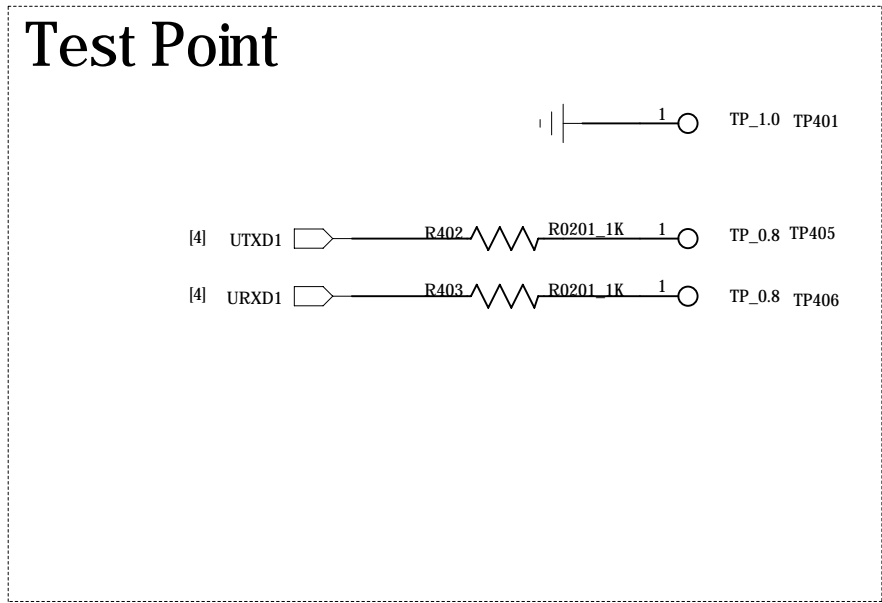 Test Point
1 TP_1.0 TP401
[4] UTXD1 R402 R0201_1K 1 TP_0.8 TP405
[4] URXD1 R403 R0201_1K 1 TP_0.8 TP406